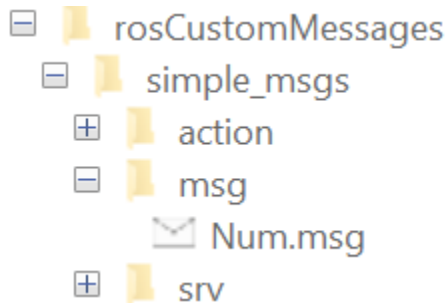 rosCustomMessages
simple_msgs
action
msg
Num.msg
srv